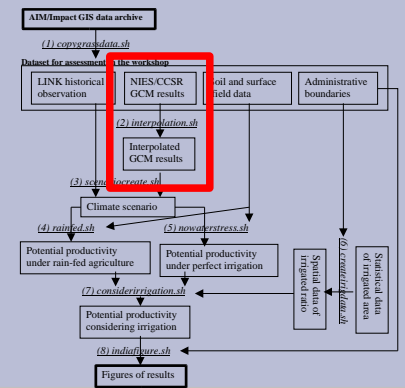 AIM/Impact GIS data archive
(1) copygrassdata.sh
Dataset for assessment in the workshop
LINK historical
observation
NIES/CCSR
GCM results
Soil and surface
field data
Administrative
boundaries
(2) interpolation.sh
Interpolated
GCM results
(3) scenariocreate.sh
Climate scenario
(4) rainfed.sh
(5) nowaterstress.sh
Potential productivity
under rain-fed agriculture
Potential productivity
under perfect irrigation
Spatial data of
irrigated ratio
(6) createirrdata.sh
Statistical data
of irrigated area
(7) considerirrigation.sh
Potential productivity
considering irrigation
(8) indiafigure.sh
Figures of results